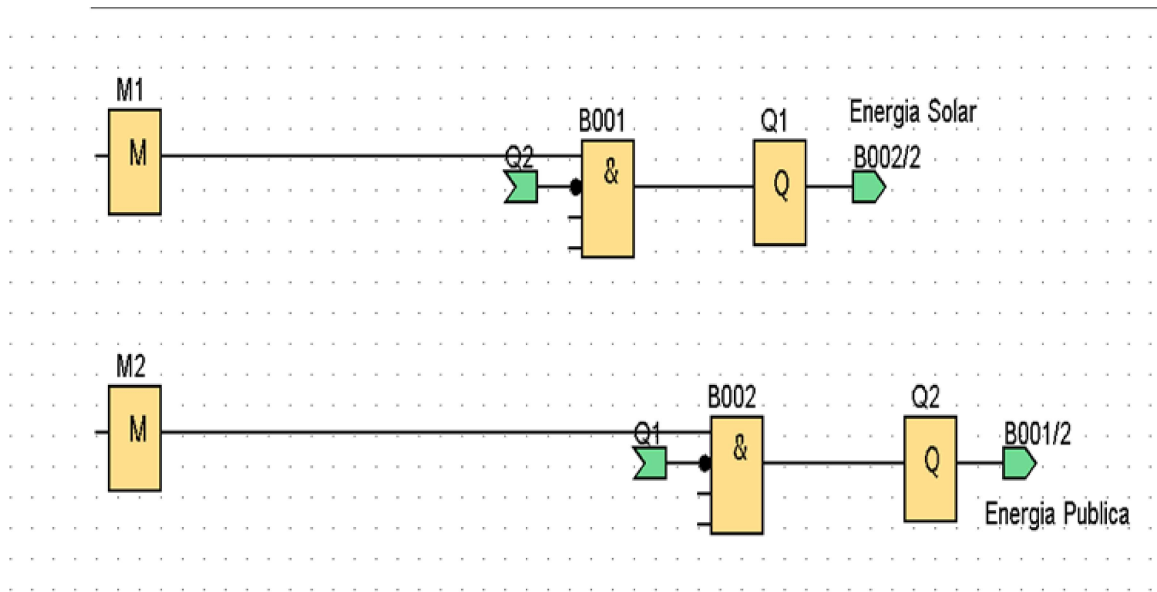 M1
M
Q2
B001
&
Q1
Q
Energia Solar
B002/2
M2
M
Q1
B002
&
Q2
Q
B001/2
Energia Publica